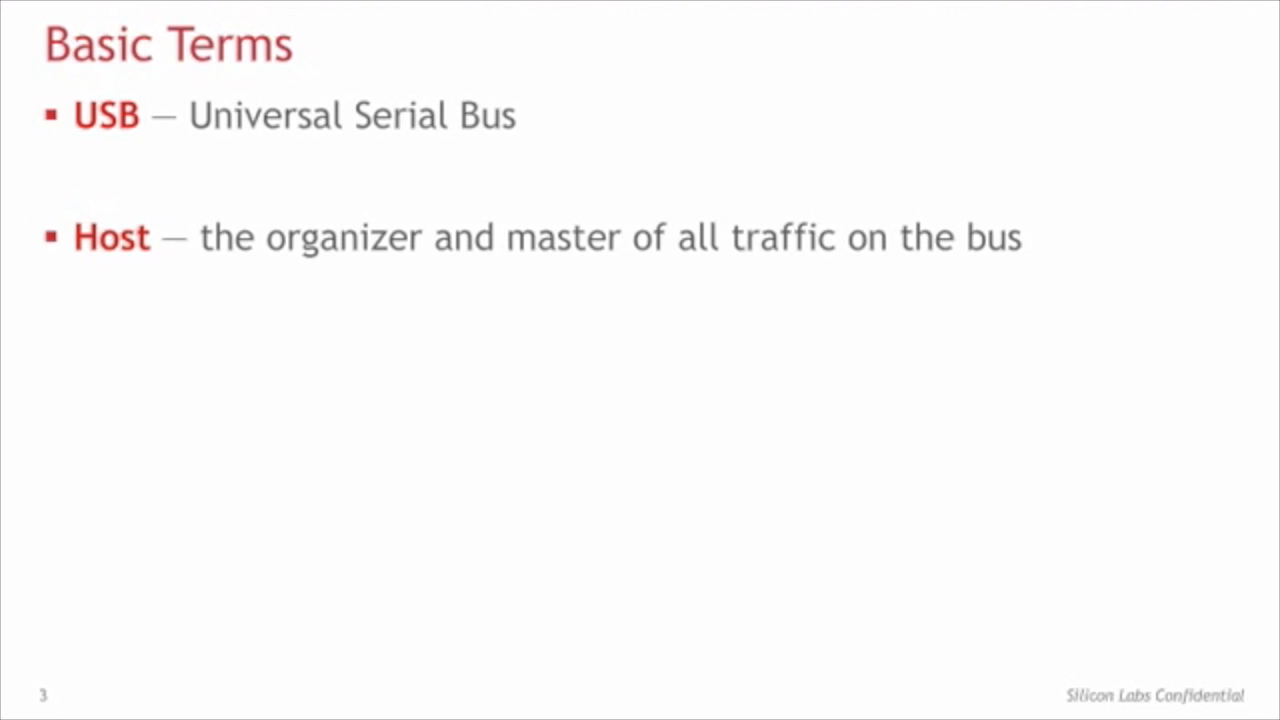 Basic Terms
▪ USB — Universal Serial Bus
▪ Host — the organizer and master of all traffic on the bus
3
Silicon Labs Confidential